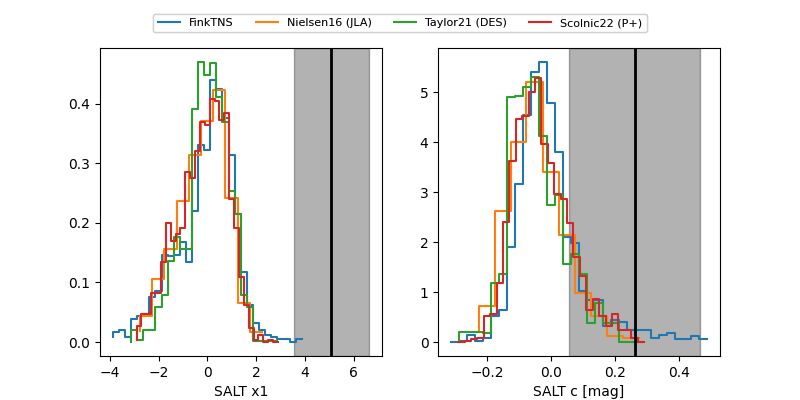 FinkTNS Nielsen16 (JLA) Taylor21 (DES) Scolnic22 (P+)
0.4
0.3
0.2
0.1
0.0
−4 −2 0 2 4 6
SALT x1
5
4
3
2
1
0
−0.2 0.0 0.2 0.4
SALT c [mag]